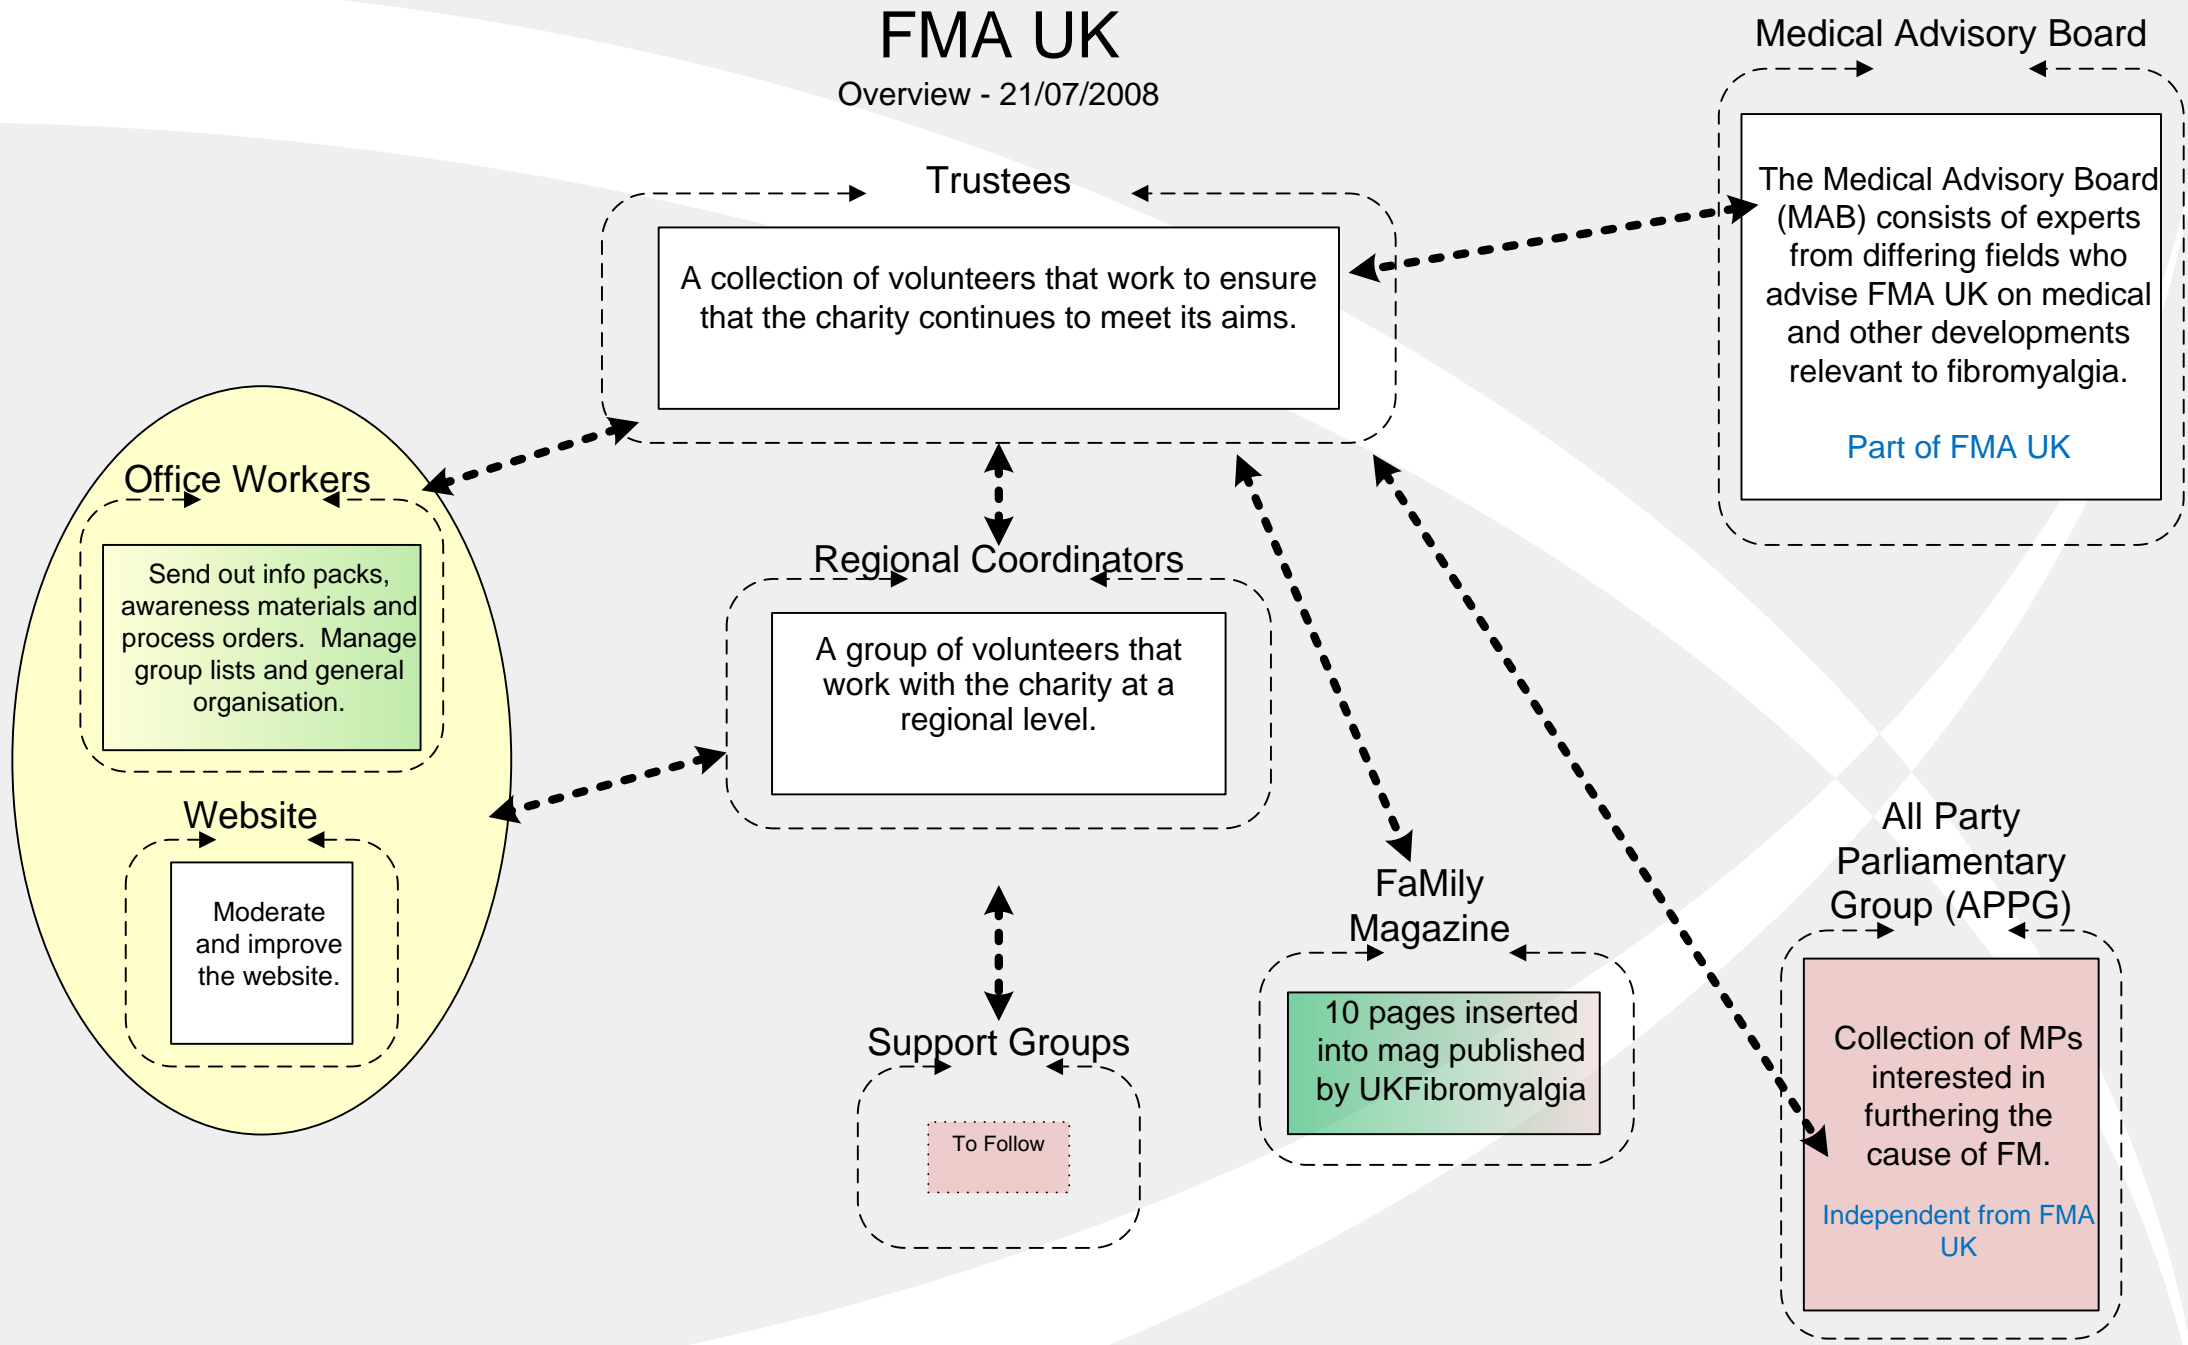 FMA UK
Overview - 21/07/2008
Medical Advisory Board
The Medical Advisory Board
(MAB) consists of experts
from differing fields who
advise FMA UK on medical
and other developments
relevant to fibromyalgia.
Part of FMA UK
Trustees
A collection of volunteers that work to ensure
that the charity continues to meet its aims.
Office Workers
Send out info packs,
awareness materials and
process orders.  Manage
group lists and general
organisation.
Website
Moderate
and improve
the website.
Regional Coordinators
A group of volunteers that
work with the charity at a
regional level.
Support Groups
To Follow
FaMily
Magazine
10 pages inserted
into mag published
by UKFibromyalgia
All Party
Parliamentary
Group (APPG)
Collection of MPs
interested in
furthering the
cause of FM.
Independent from FMA
UK